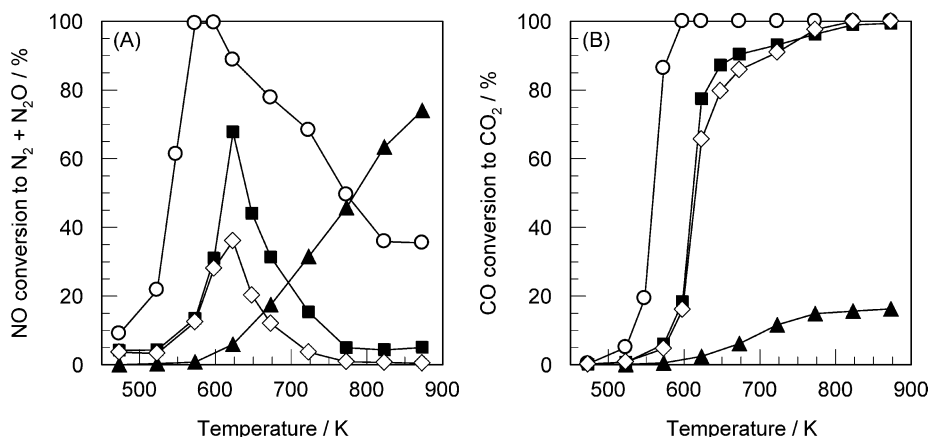 NO conversion to N₂ + N₂O / %
100
80
60
40
20
0
(A)
500 600 700 800 900
Temperature / K
CO conversion to CO₂ / %
100
80
60
40
20
0
(B)
500 600 700 800 900
Temperature / K